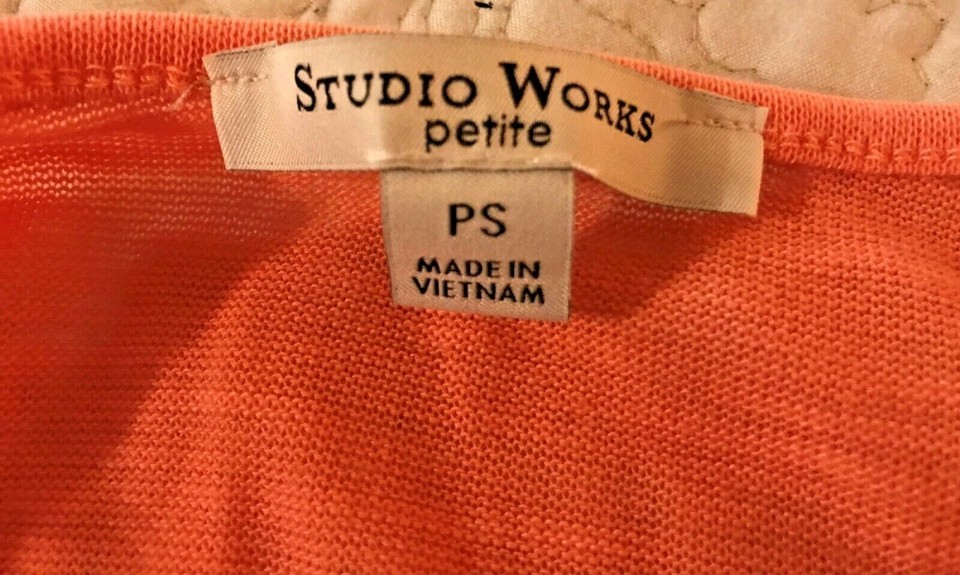 STUDIO WORKS
petite
PS
MADE IN
VIETNAM